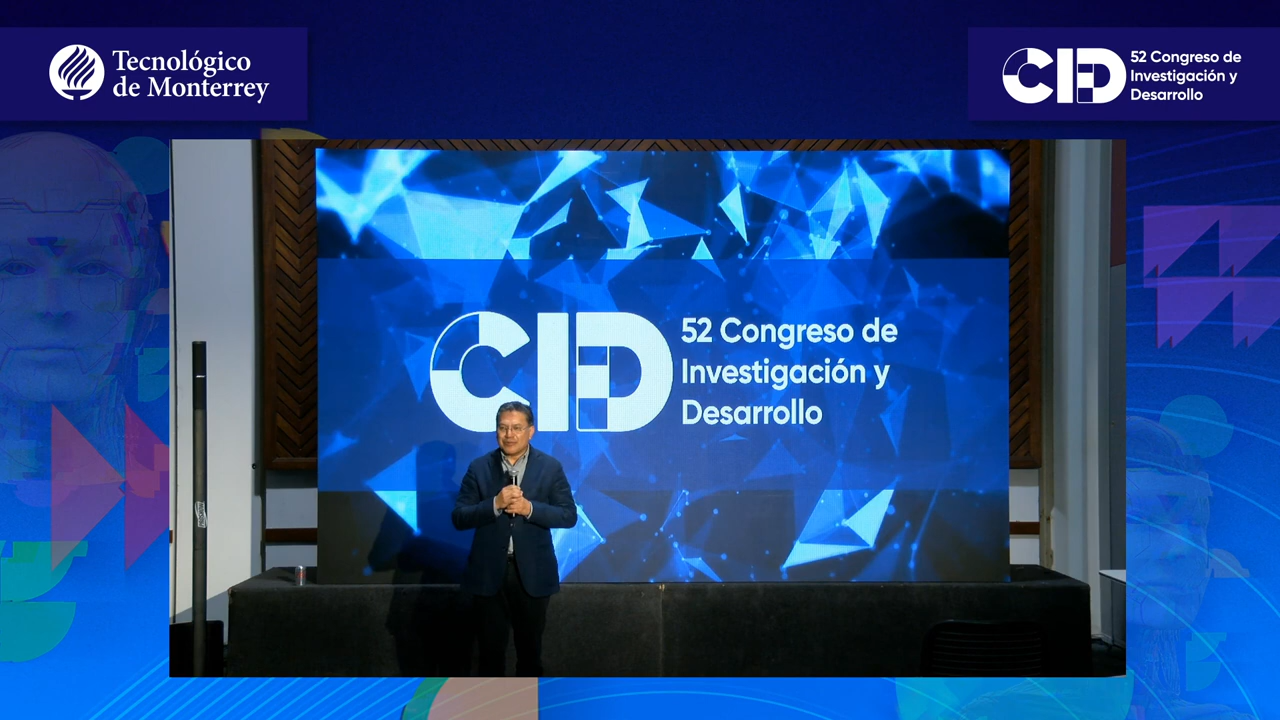 Tecnológico
de Monterrey
CID
52 Congreso de
Investigación y
Desarrollo
CID
52 Congreso de
Investigación y
Desarrollo